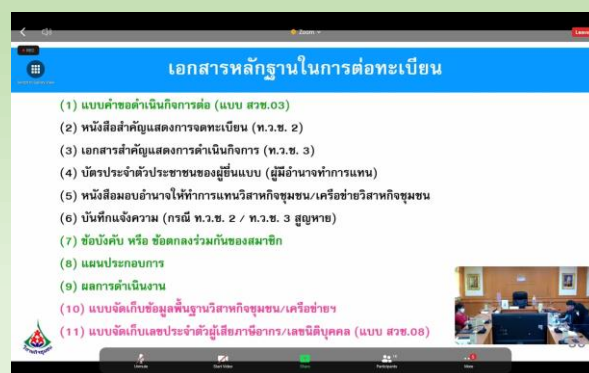 Zoom
Leave
REC
เอกสารหลักฐานในการต่อทะเบียน
(1) แบบคำขอดำเนินกิจการต่อ (แบบ สวช.03)
(2) หนังสือสำคัญแสดงการจดทะเบียน (ท.ว.ช. 2)
(3) เอกสารสำคัญแสดงการดำเนินกิจการ (ท.ว.ช. 3)
(4) บัตรประจำตัวประชาชนของผู้ยื่นแบบ (ผู้มีอำนาจทำการแทน)
(5) หนังสือมอบอำนาจให้ทำการแทนวิสาหกิจชุมชน/เครือข่ายวิสาหกิจชุมชน
(6) บันทึกแจ้งความ (กรณี ท.ว.ช. 2 / ท.ว.ช. 3 สูญหาย)
(7) ข้อบังคับ หรือ ข้อตกลงร่วมกันของสมาชิก
(8) แผนประกอบการ
(9) ผลการดำเนินงาน
(10) แบบจัดเก็บข้อมูลพื้นฐานวิสาหกิจชุมชน/เครือข่ายฯ
(11) แบบจัดเก็บเลขประจำตัวผู้เสียภาษีอากร/เลขนิติบุคคล (แบบ สวช.08)
วิสาหกิจชุมชน
Unmute
Start Video
Share
Participants
More